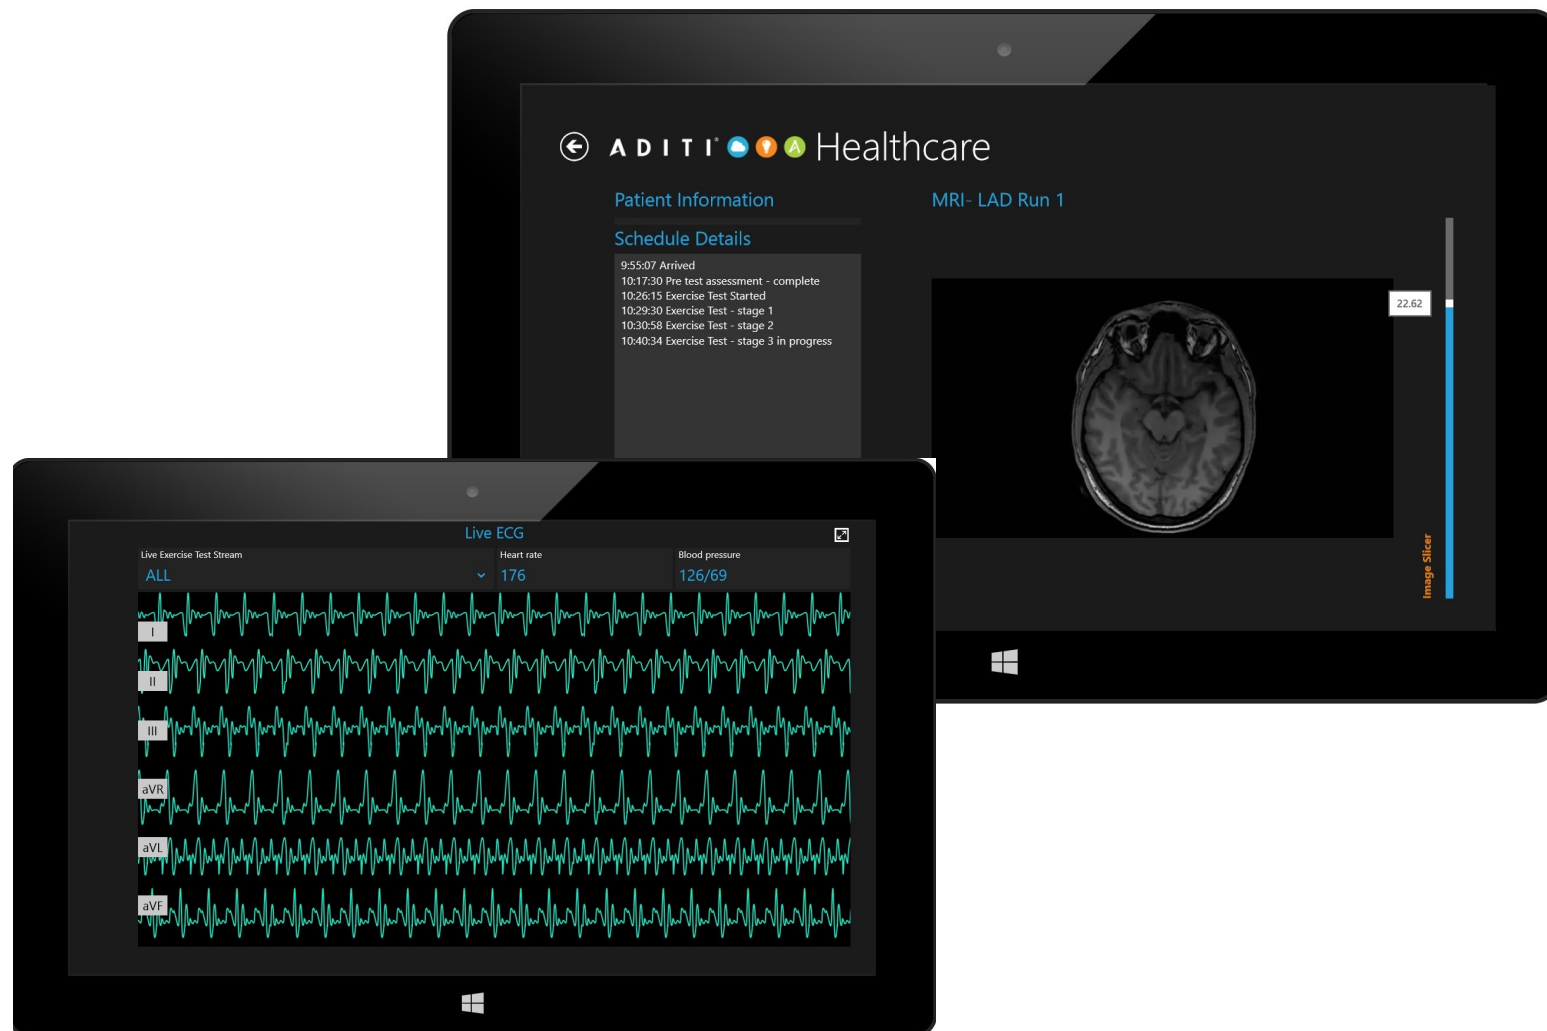 ADITI® Healthcare
Patient Information
MRI- LAD Run 1
Schedule Details
9:55:07 Arrived
10:17:30 Pre test assessment - complete
10:26:15 Exercise Test Started
10:29:30 Exercise Test - stage 1
10:30:58 Exercise Test - stage 2
10:40:34 Exercise Test - stage 3 in progress
22.62
Image Slicer
Live ECG
Live Exercise Test Stream
Heart rate
Blood pressure
ALL
176
126/69
I
II
III
aVR
aVL
aVF